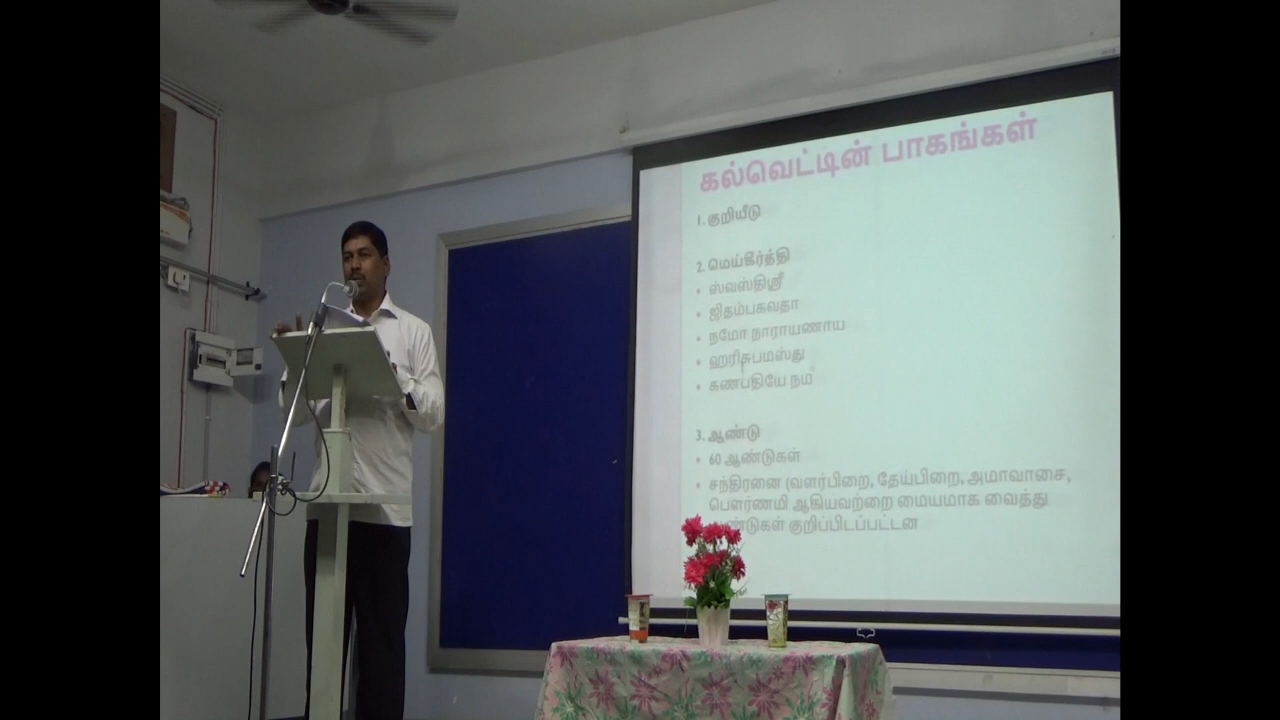 கல்வெட்டின் பாகங்கள்
1. குறியீடு
2. மெய்கீர்த்தி
• ஸ்வஸ்திஸ்ரீ
• ஜிதம்பகவதா
• நமோ நாராயணாய
• ஹரிசுபமஸ்து
• கணபதியே நம
3. ஆண்டு
• 60 ஆண்டுகள்
• சந்திரனை (வளர்பிறை, தேய்பிறை, அமாவாசை,
பௌர்ணமி ஆகியவற்றை மையமாக வைத்து
குறிப்பிடப்பட்டன